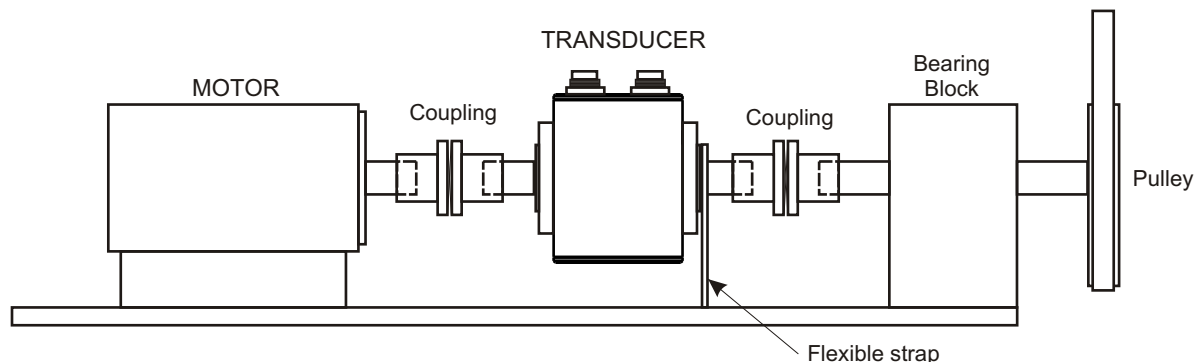 TRANSDUCER
MOTOR
Bearing
Block
Coupling
Coupling
Pulley
Flexible strap